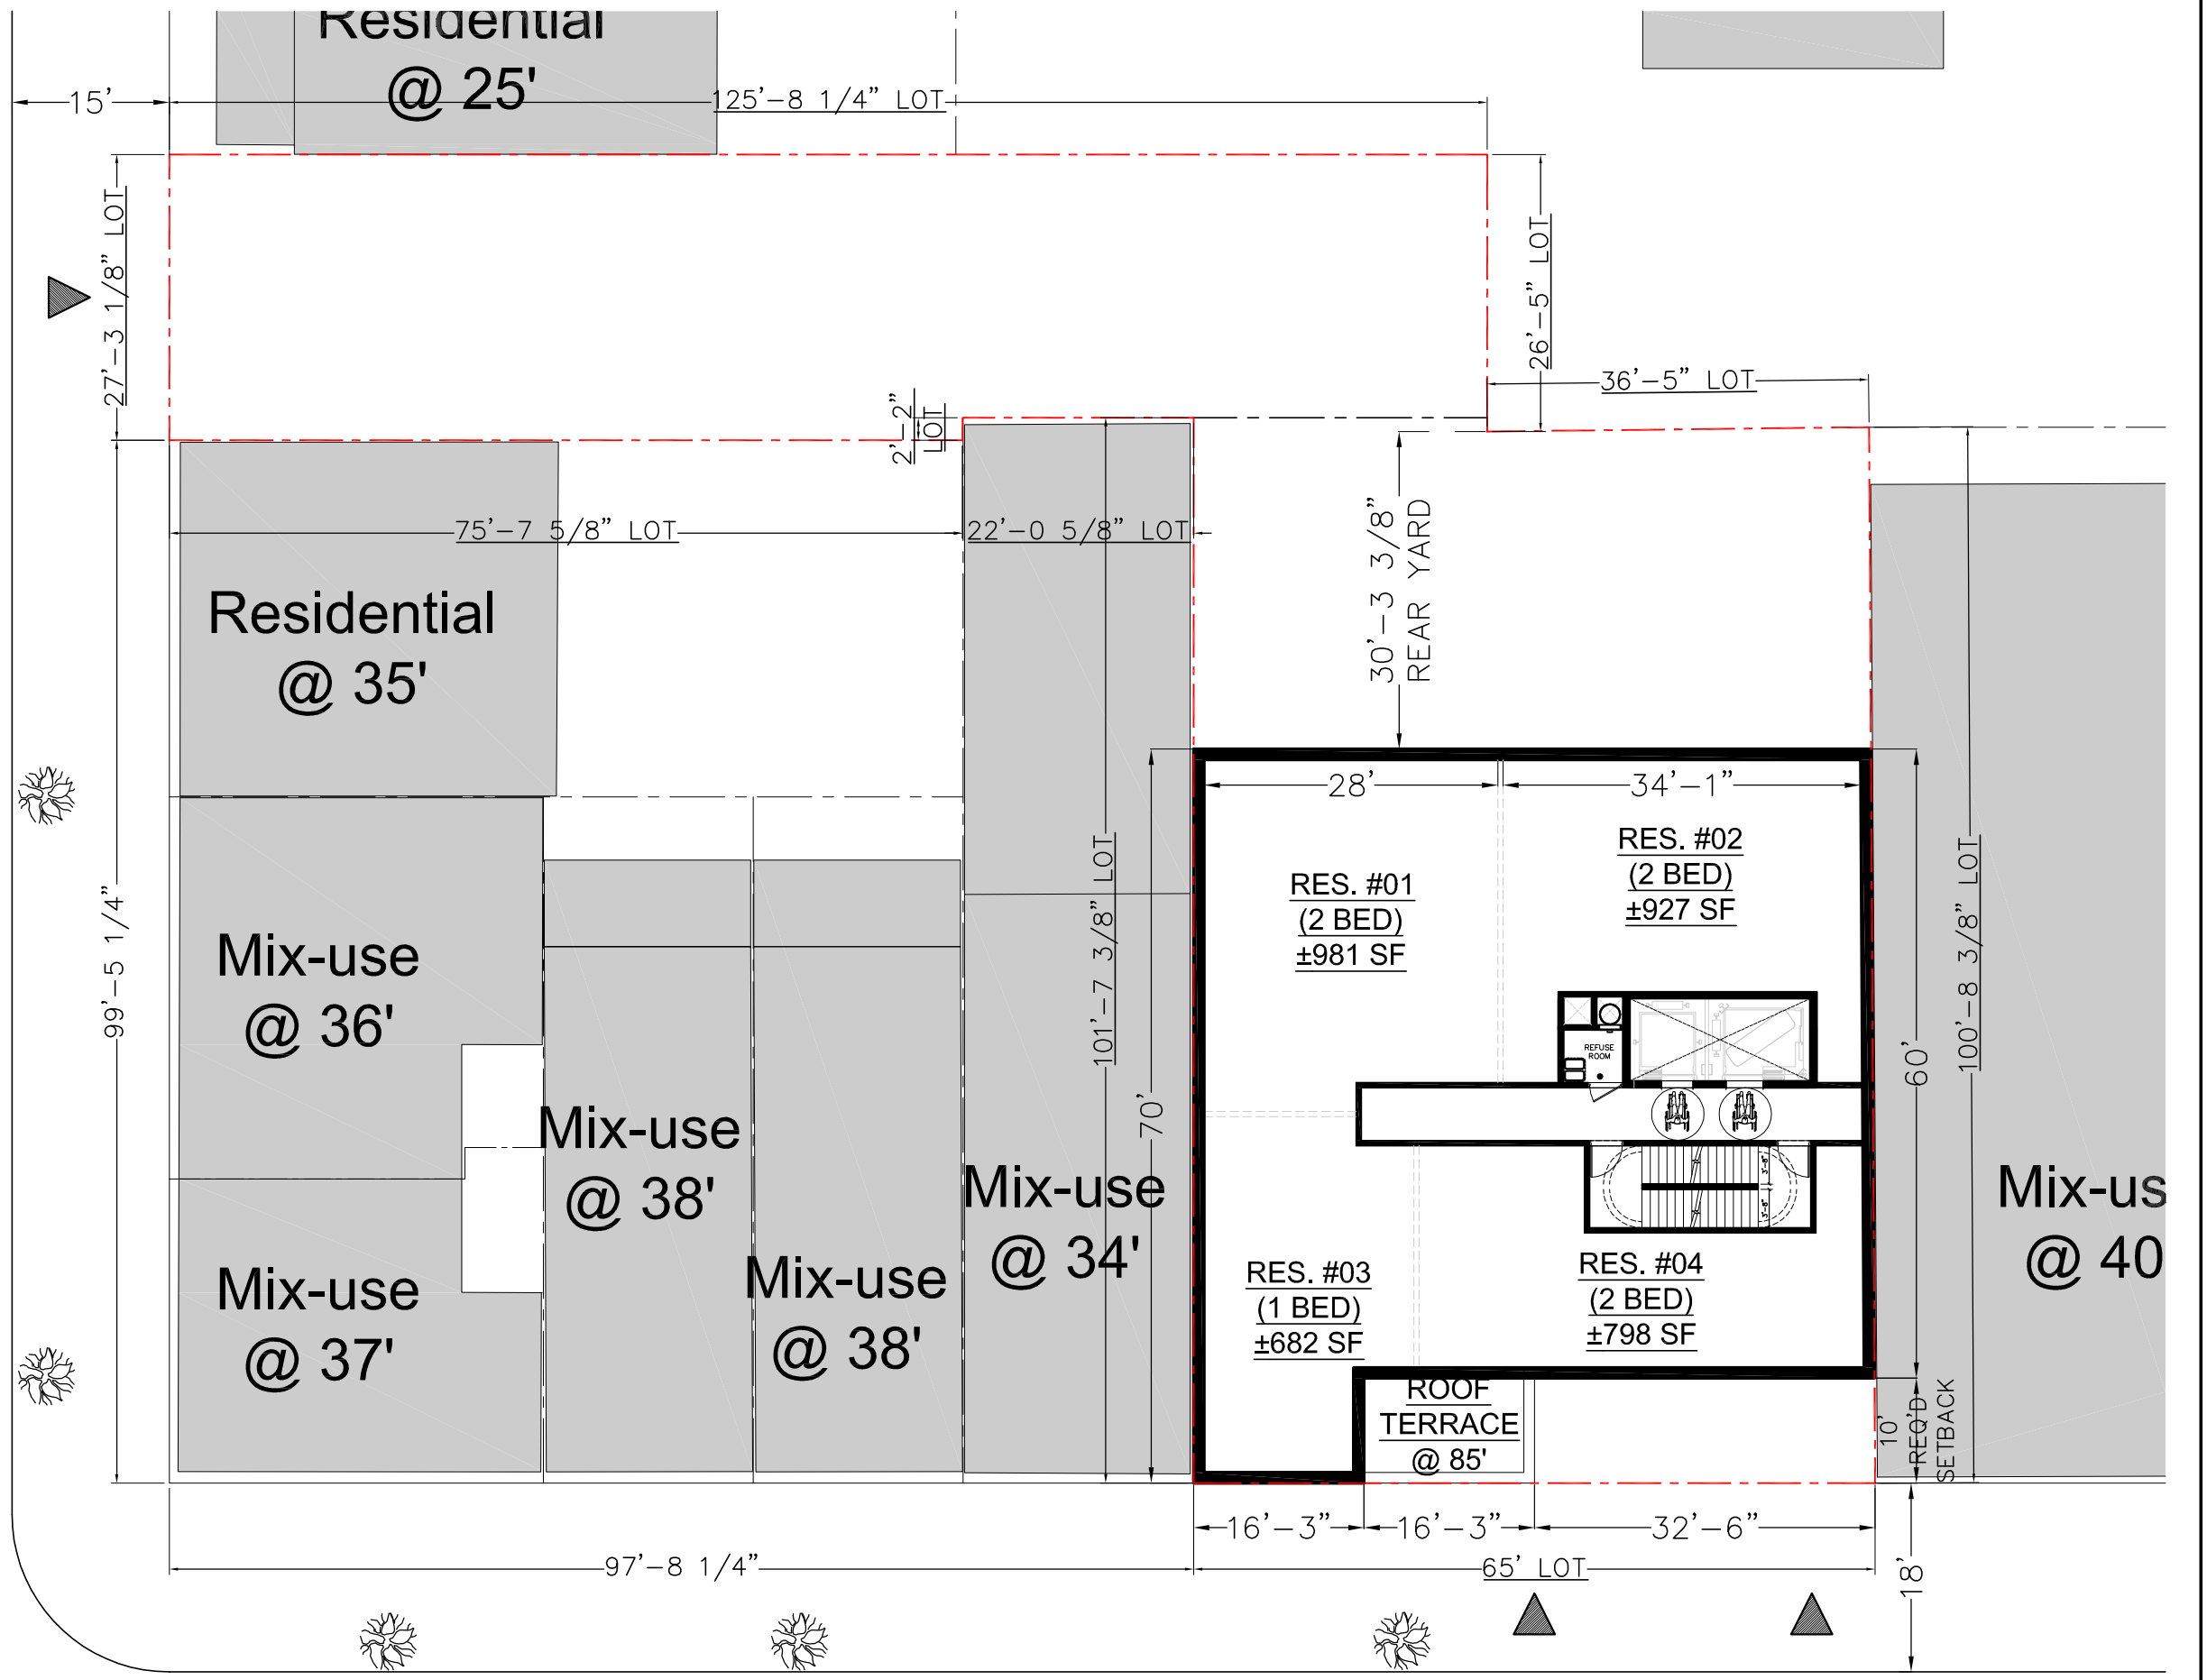 Residential
@ 25'
15'
125'-8 1/4" LOT
27'-3 1/8" LOT
26'-5" LOT
36'-5" LOT
2'-2"
LOT
75'-7 5/8" LOT
22'-0 5/8" LOT
30'-3 3/8"
REAR YARD
Residential
@ 35'
28'
34'-1"
RES. #01
(2 BED)
±981 SF
RES. #02
(2 BED)
±927 SF
99'-5 1/4"
101'-7 3/8" LOT
100'-8 3/8" LOT
Mix-use
@ 36'
REFUSE
ROOM
70'
60'
Mix-use
@ 38'
Mix-use
@ 34'
3'-8"
3'-8"
Mix-us
@ 40
Mix-use
@ 37'
Mix-use
@ 38'
RES. #03
(1 BED)
±682 SF
RES. #04
(2 BED)
±798 SF
ROOF
TERRACE
@ 85'
10'
REQ'D
SETBACK
16'-3"
16'-3"
32'-6"
97'-8 1/4"
65' LOT
18'